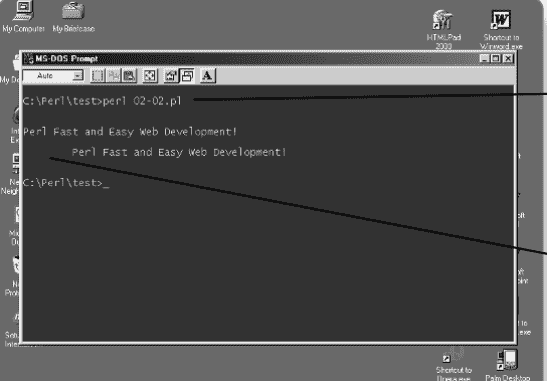 My Computer
My Briefcase
HTMLPad
2000
Shortcut to
Winword.exe
MS-DOS Prompt
Auto
A
C:\Perl\test>perl 02-02.pl
Perl Fast and Easy Web Development!
Perl Fast and Easy Web Development!
C:\Perl\test>_
Shortcut to
Palm Desktop